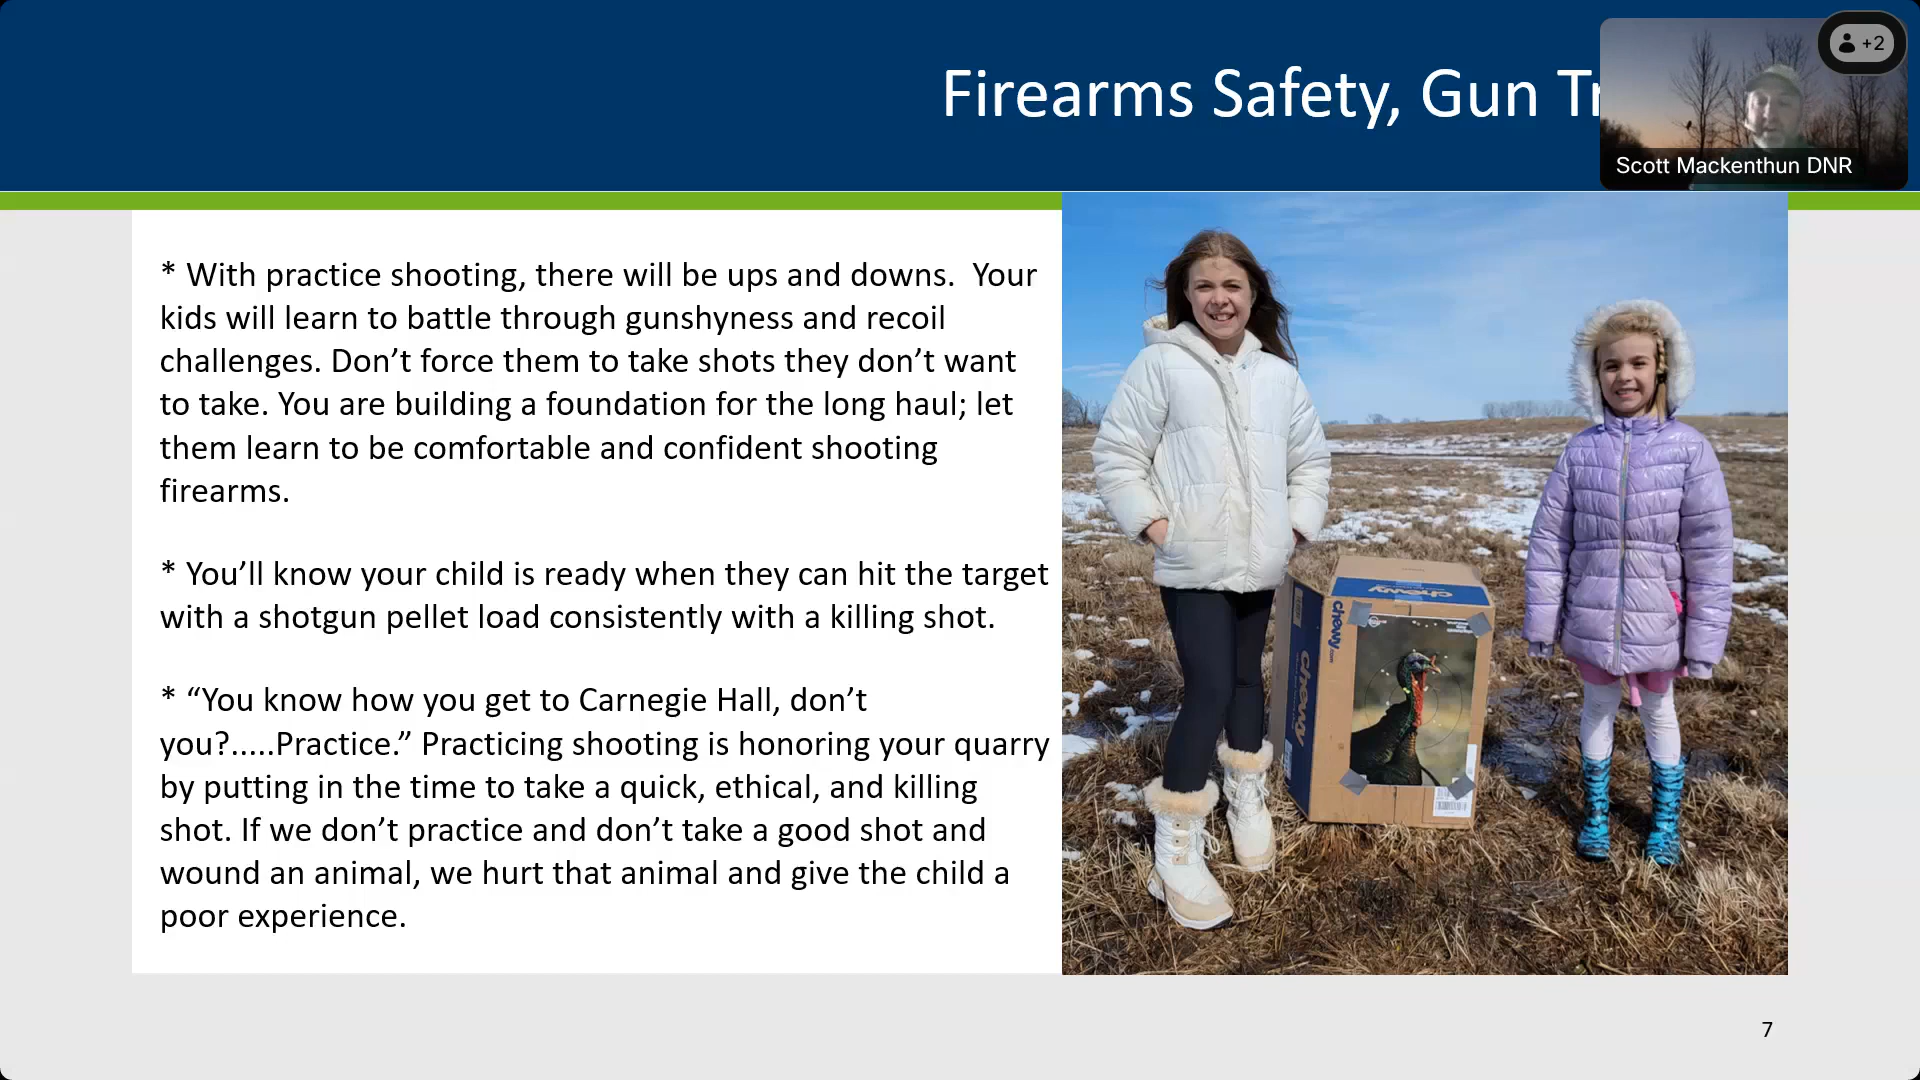 Firearms Safety, Gun Tr
+2
Scott Mackenthun DNR
* With practice shooting, there will be ups and downs.  Your
kids will learn to battle through gunshyness and recoil
challenges. Don’t force them to take shots they don’t want
to take. You are building a foundation for the long haul; let
them learn to be comfortable and confident shooting
firearms.
* You’ll know your child is ready when they can hit the target
with a shotgun pellet load consistently with a killing shot.
* “You know how you get to Carnegie Hall, don’t
you?.....Practice.” Practicing shooting is honoring your quarry
by putting in the time to take a quick, ethical, and killing
shot. If we don’t practice and don’t take a good shot and
wound an animal, we hurt that animal and give the child a
poor experience.
chewy
chewy.com
chewy
7